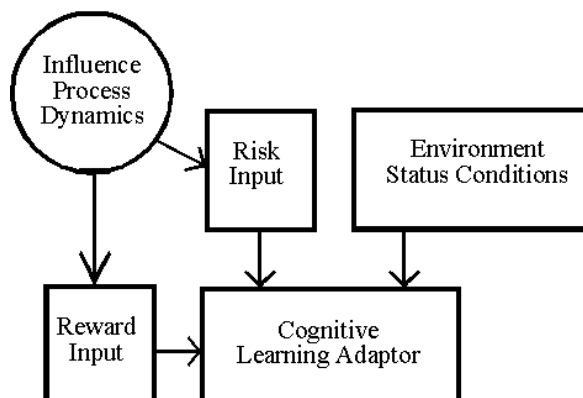 Influence
Process
Dynamics
Risk
Input
Environment
Status Conditions
Reward
Input
Cognitive
Learning Adaptor